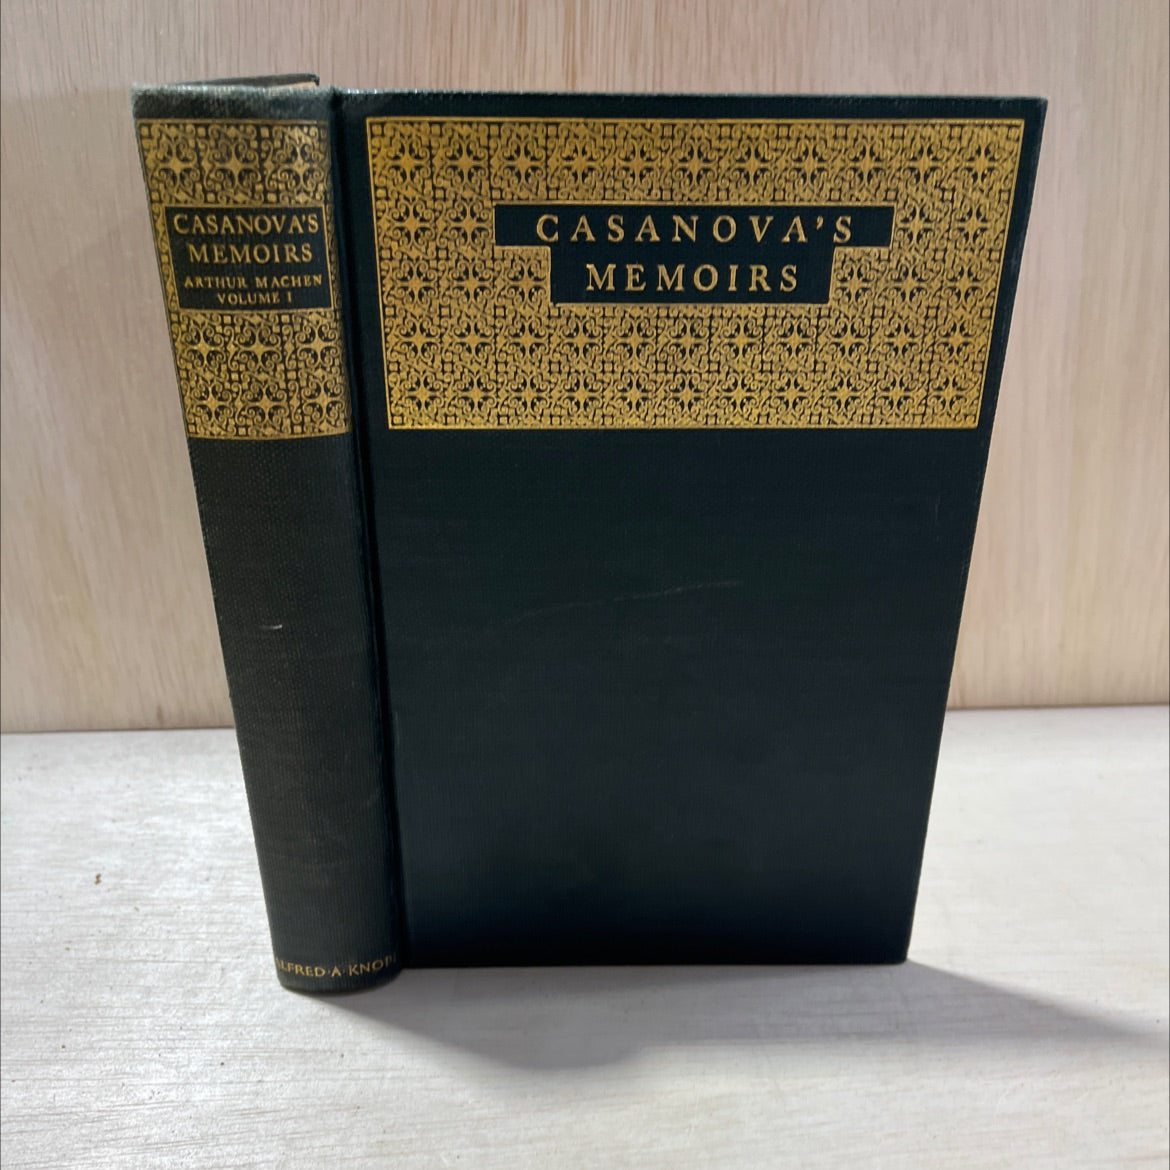 CASANOVA'S
MEMOIRS
ARTHUR MACHEN
VOLUME I
ALFRED·A·KNOPF
CASANOVA'S
MEMOIRS